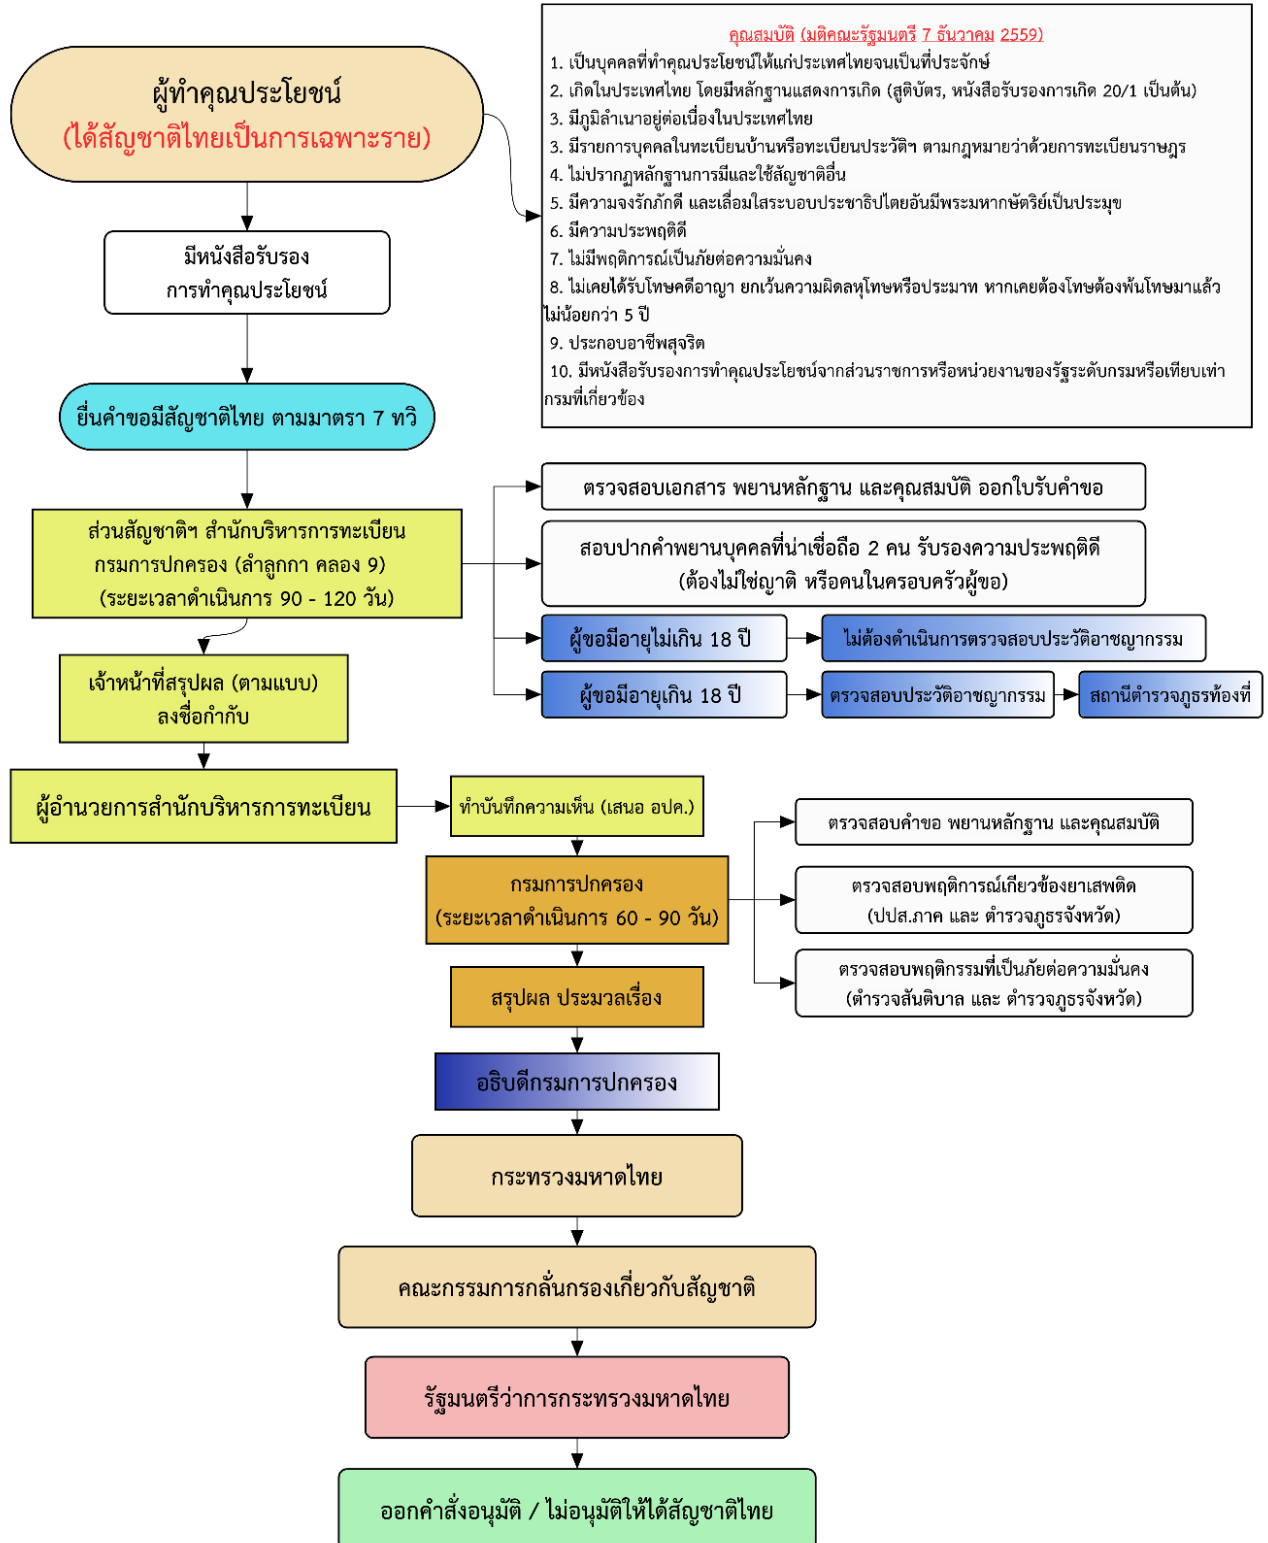 ผู้ทำคุณประโยชน์
(ได้สัญชาติไทยเป็นการเฉพาะราย)
คุณสมบัติ (มติคณะรัฐมนตรี 7 ธันวาคม 2559)
1. เป็นบุคคลที่ทำคุณประโยชน์ให้แก่ประเทศไทยจนเป็นที่ประจักษ์
2. เกิดในประเทศไทย โดยมีหลักฐานแสดงการเกิด (สูติบัตร, หนังสือรับรองการเกิด 20/1 เป็นต้น)
3. มีภูมิลำเนาอยู่ต่อเนื่องในประเทศไทย
3. มีรายการบุคคลในทะเบียนบ้านหรือทะเบียนประวัติฯ ตามกฎหมายว่าด้วยการทะเบียนราษฎร
4. ไม่ปรากฏหลักฐานการมีและใช้สัญชาติอื่น
5. มีความจงรักภักดี และเลื่อมใสระบอบประชาธิปไตยอันมีพระมหากษัตริย์เป็นประมุข
6. มีความประพฤติดี
7. ไม่มีพฤติการณ์เป็นภัยต่อความมั่นคง
8. ไม่เคยได้รับโทษคดีอาญา ยกเว้นความผิดลหุโทษหรือประมาท หากเคยต้องโทษต้องพ้นโทษมาแล้ว
ไม่น้อยกว่า 5 ปี
9. ประกอบอาชีพสุจริต
10. มีหนังสือรับรองการทำคุณประโยชน์จากส่วนราชการหรือหน่วยงานของรัฐระดับกรมหรือเทียบเท่า
กรมที่เกี่ยวข้อง
มีหนังสือรับรอง
การทำคุณประโยชน์
ยื่นคำขอมีสัญชาติไทย ตามมาตรา 7 ทวิ
ส่วนสัญชาติฯ สำนักบริหารการทะเบียน
กรมการปกครอง (ลำลูกกา คลอง 9)
(ระยะเวลาดำเนินการ 90 - 120 วัน)
ตรวจสอบเอกสาร พยานหลักฐาน และคุณสมบัติ ออกใบรับคำขอ
สอบปากคำพยานบุคคลที่น่าเชื่อถือ 2 คน รับรองความประพฤติดี
(ต้องไม่ใช่ญาติ หรือคนในครอบครัวผู้ขอ)
ผู้ขอมีอายุไม่เกิน 18 ปี
ไม่ต้องดำเนินการตรวจสอบประวัติอาชญากรรม
ผู้ขอมีอายุเกิน 18 ปี
ตรวจสอบประวัติอาชญากรรม
สถานีตำรวจภูธรท้องที่
เจ้าหน้าที่สรุปผล (ตามแบบ)
ลงชื่อกำกับ
ผู้อำนวยการสำนักบริหารการทะเบียน
ทำบันทึกความเห็น (เสนอ อปค.)
กรมการปกครอง
(ระยะเวลาดำเนินการ 60 - 90 วัน)
ตรวจสอบคำขอ พยานหลักฐาน และคุณสมบัติ
ตรวจสอบพฤติการณ์เกียวข้องยาเสพติด
(ปปส.ภาค และ ตำรวจภูธรจังหวัด)
ตรวจสอบพฤติกรรมที่เป็นภัยต่อความมั่นคง
(ตำรวจสันติบาล และ ตำรวจภูธรจังหวัด)
สรุปผล ประมวลเรื่อง
อธิบดีกรมการปกครอง
กระทรวงมหาดไทย
คณะกรรมการกลั่นกรองเกี่ยวกับสัญชาติ
รัฐมนตรีว่าการกระทรวงมหาดไทย
ออกคำสั่งอนุมัติ / ไม่อนุมัติให้ได้สัญชาติไทย